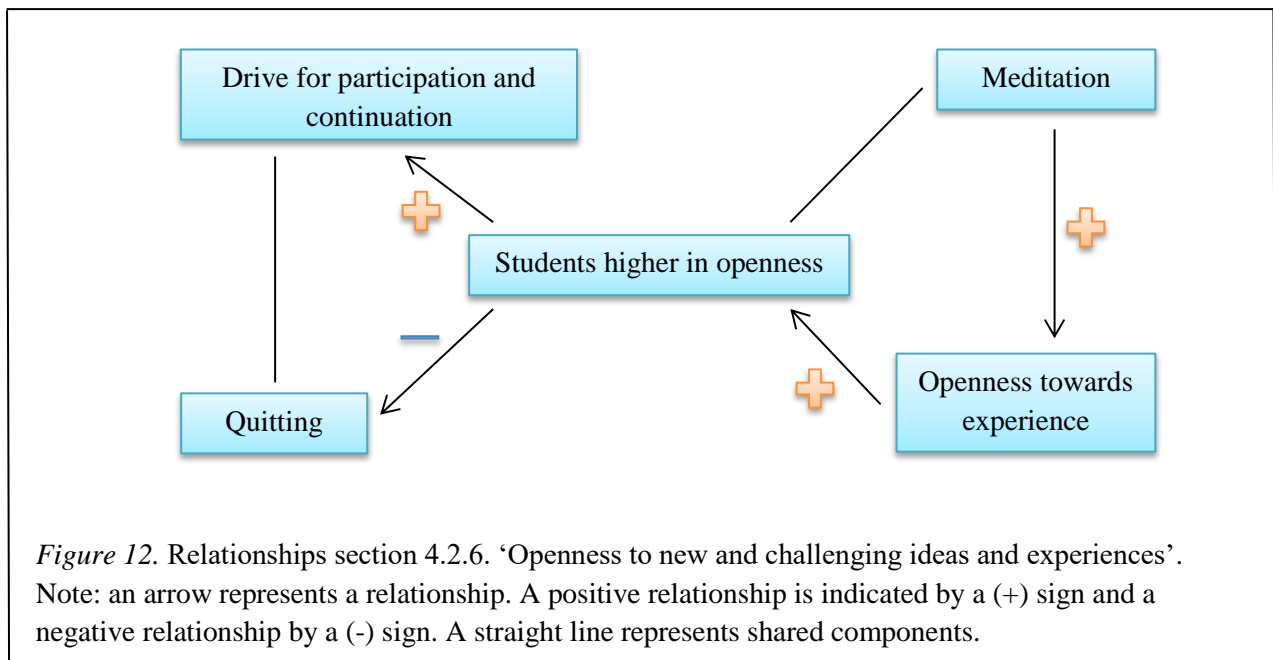 Drive for participation and
continuation
Meditation
Students higher in openness
Quitting
Openness towards
experience
Figure 12. Relationships section 4.2.6. ‘Openness to new and challenging ideas and experiences’.
Note: an arrow represents a relationship. A positive relationship is indicated by a (+) sign and a
negative relationship by a (-) sign. A straight line represents shared components.